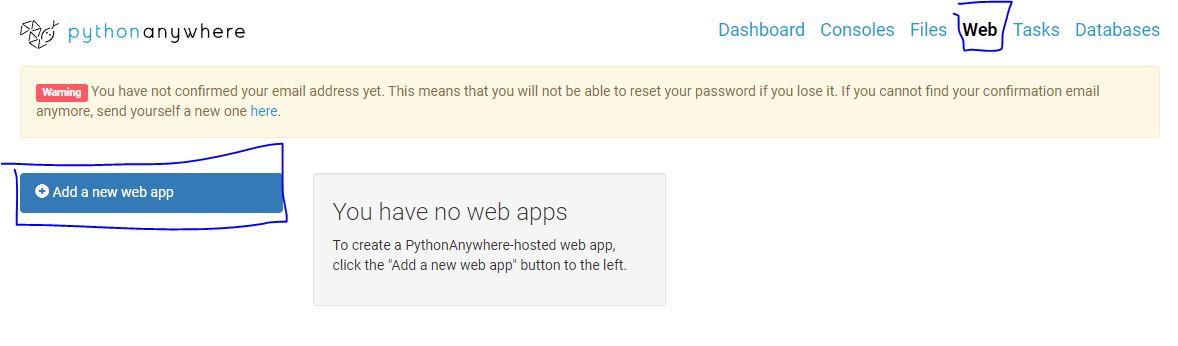 pythonanywhere
Dashboard Consoles Files Web Tasks Databases
Warning You have not confirmed your email address yet. This means that you will not be able to reset your password if you lose it. If you cannot find your confirmation email
anymore, send yourself a new one here.
Add a new web app
You have no web apps
To create a PythonAnywhere-hosted web app,
click the "Add a new web app" button to the left.